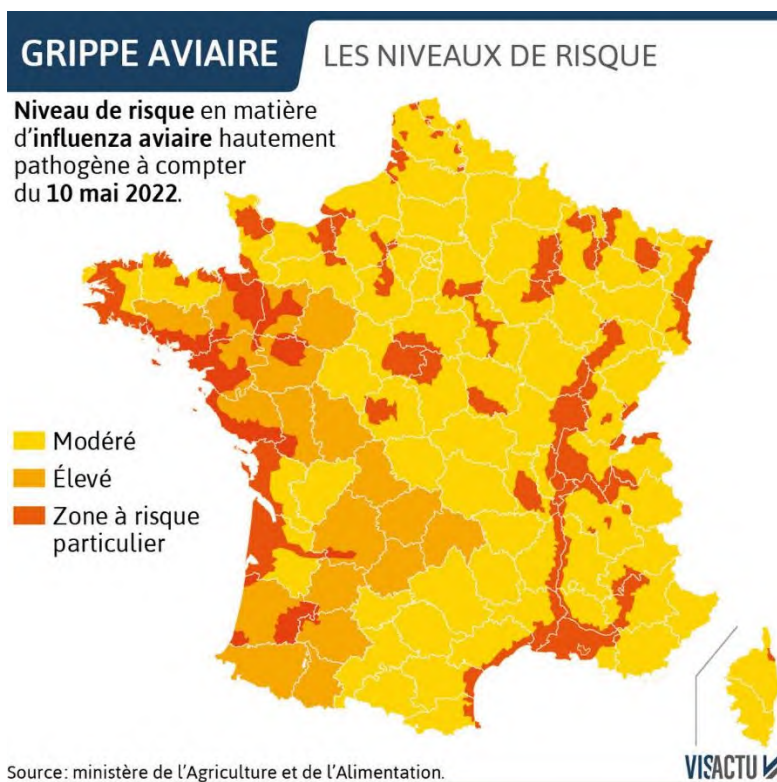 GRIPPE AVIAIRE
LES NIVEAUX DE RISQUE
Niveau de risque en matière
d'influenza aviaire hautement
pathogène à compter
du 10 mai 2022.
Modéré
Élevé
Zone à risque
particulier
Source: ministère de l'Agriculture et de l'Alimentation.
VISACTU